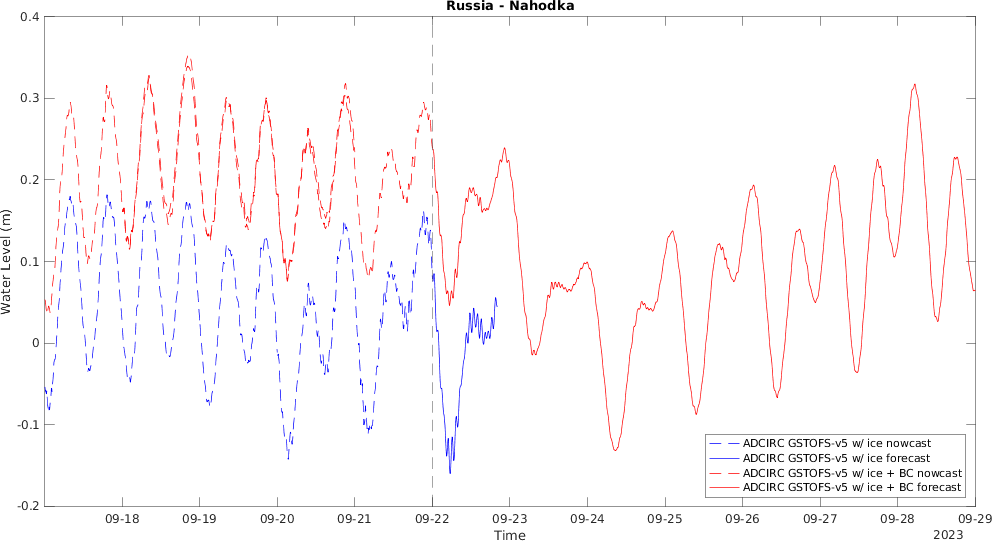 Russia - Nahodka
0.4
0.3
0.2
0.1
0
-0.1
-0.2
Water Level (m)
ADCIRC GSTOFS-v5 w/ ice nowcast
ADCIRC GSTOFS-v5 w/ ice forecast
ADCIRC GSTOFS-v5 w/ ice + BC nowcast
ADCIRC GSTOFS-v5 w/ ice + BC forecast
09-18 09-19 09-20 09-21 09-22 09-23 09-24 09-25 09-26 09-27 09-28 09-29
Time
2023